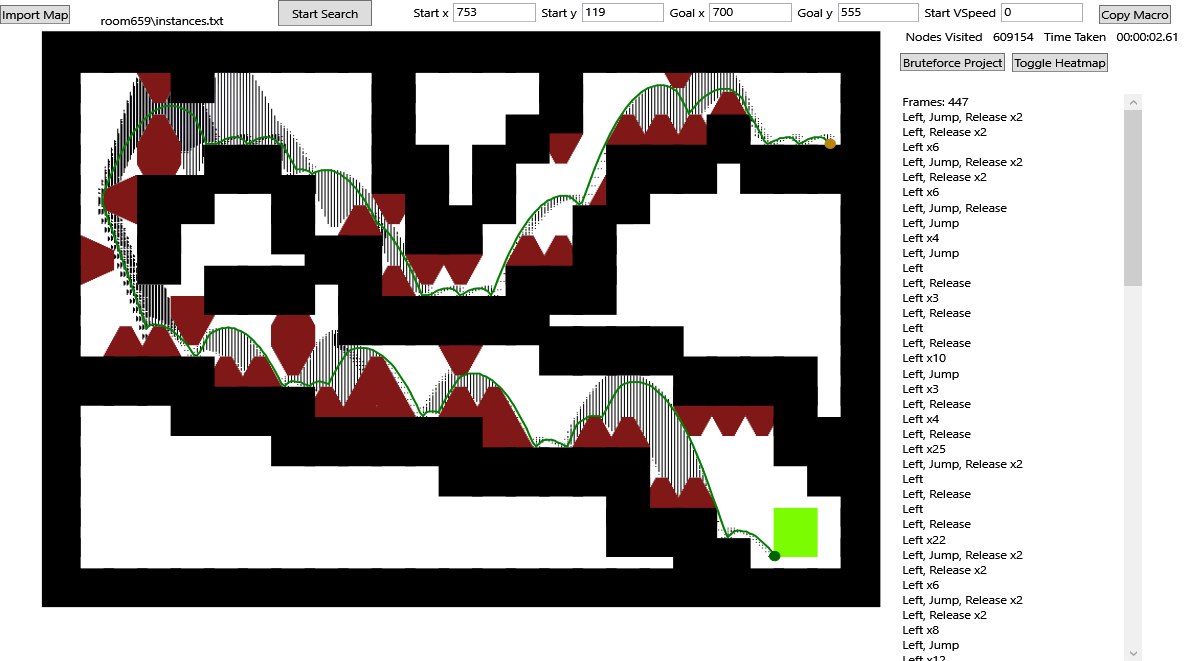 Import Map
room659\instances.txt
Start Search
Start x 753 Start y 119 Goal x 700 Goal y 555 Start VSpeed 0
Copy Macro
Nodes Visited 609154 Time Taken 00:00:02.61
Bruteforce Project Toggle Heatmap
Frames: 447
Left, Jump, Release x2
Left, Release x2
Left x6
Left, Jump, Release x2
Left, Release x2
Left x6
Left, Jump, Release
Left, Jump
Left x4
Left, Jump
Left
Left, Release
Left x3
Left, Release
Left
Left, Release
Left x10
Left, Jump
Left x3
Left, Release
Left x4
Left, Release
Left x25
Left, Jump, Release x2
Left
Left, Release
Left
Left, Release
Left x22
Left, Jump, Release x2
Left, Release x2
Left x6
Left, Jump, Release x2
Left, Release x2
Left x8
Left, Jump
Left x12